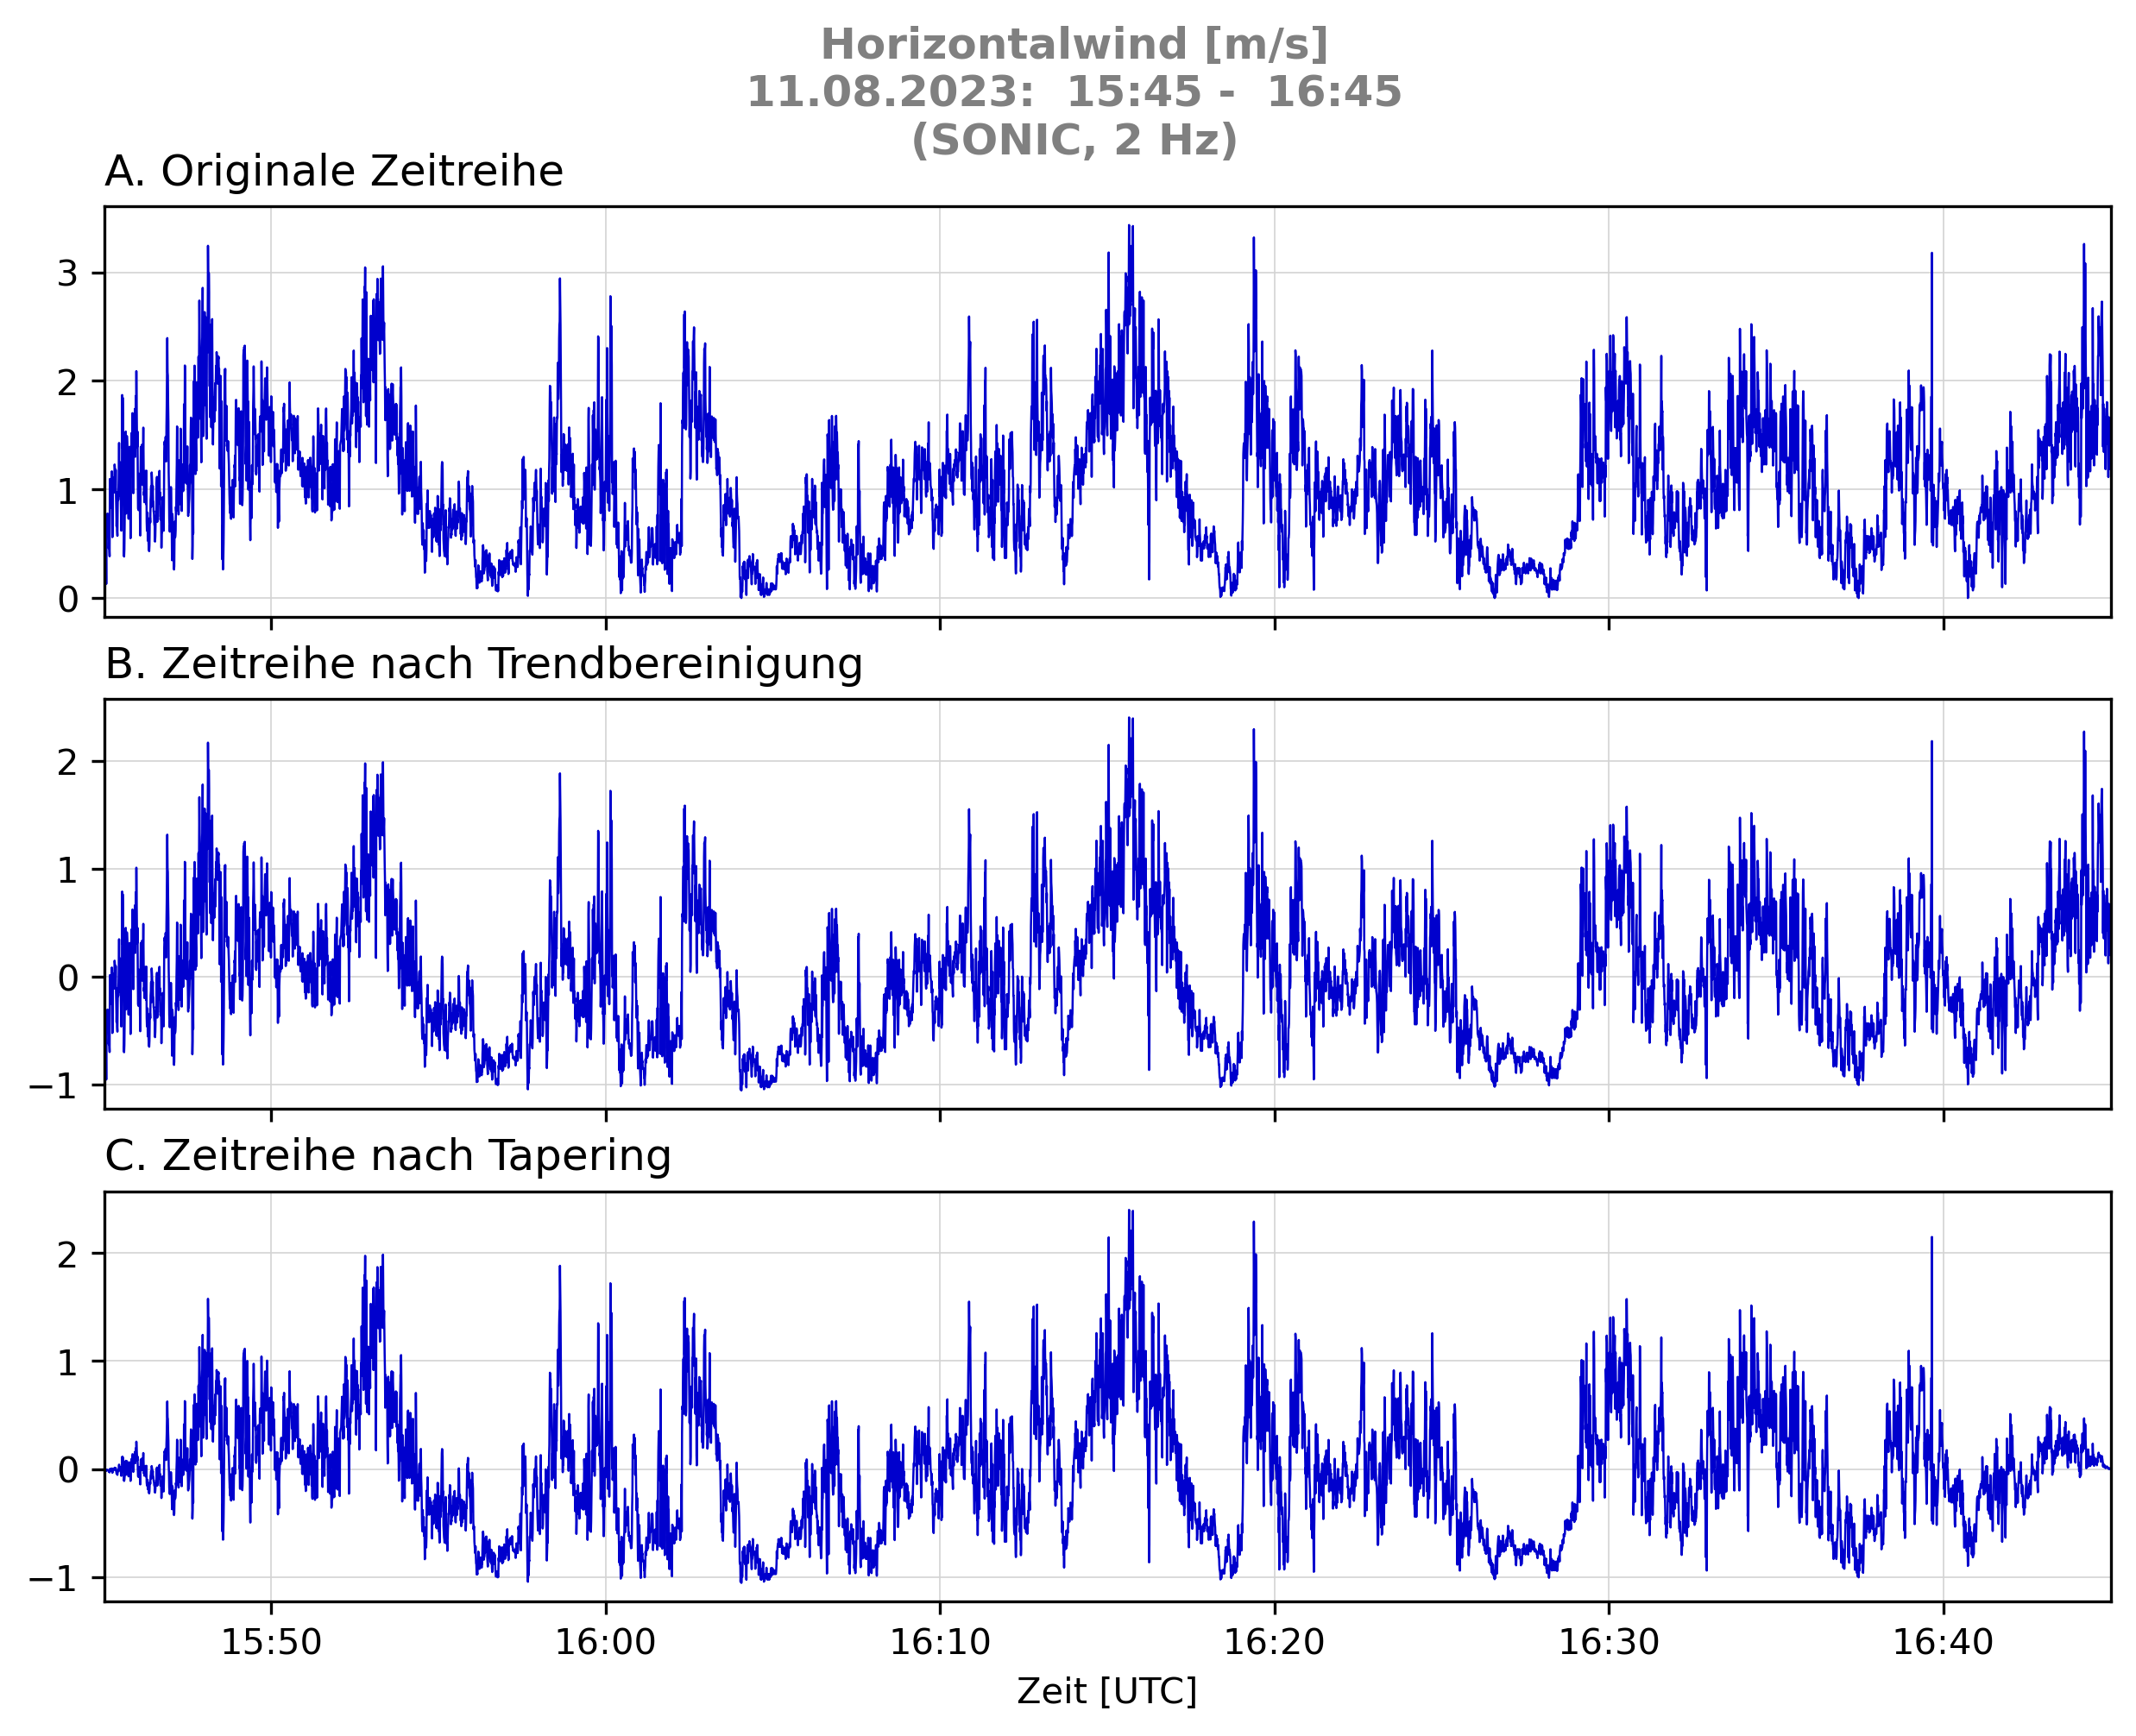 Horizontalwind [m/s]
11.08.2023:  15:45 -  16:45
(SONIC, 2 Hz)
A. Originale Zeitreihe
3
2
1
0
B. Zeitreihe nach Trendbereinigung
2
1
0
−1
C. Zeitreihe nach Tapering
2
1
0
−1
15:50 16:00 16:10 16:20 16:30 16:40
Zeit [UTC]